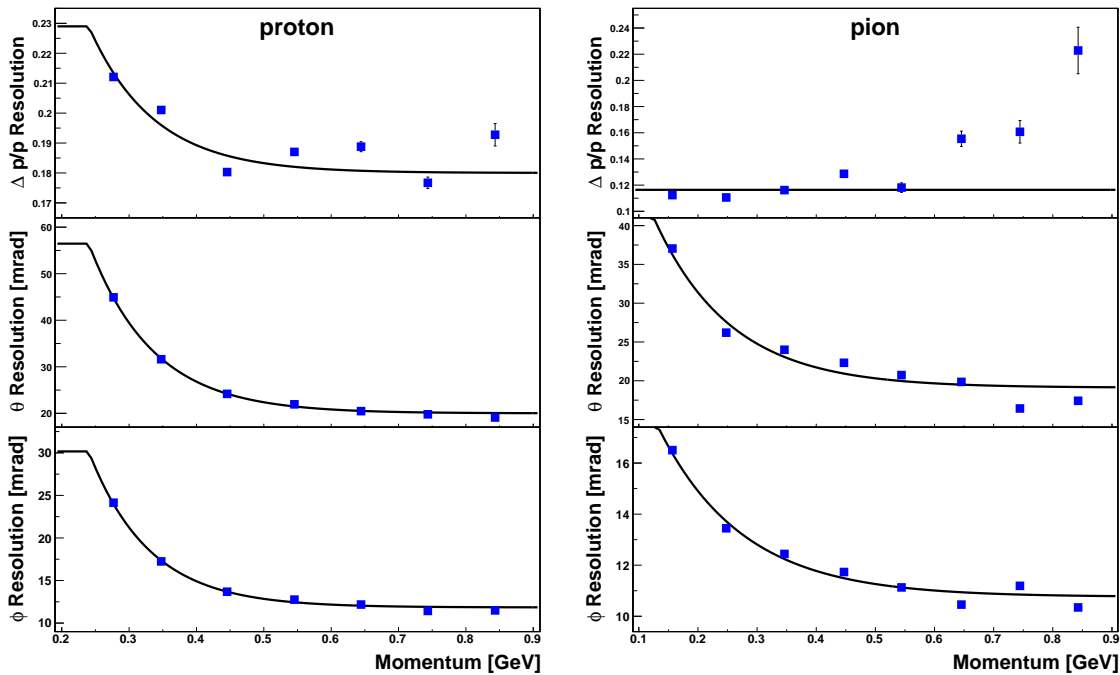 proton
Δ p/p Resolution
0.23
0.22
0.21
0.2
0.19
0.18
0.17
θ Resolution [mrad]
60
50
40
30
20
ϕ Resolution [mrad]
30
25
20
15
10
0.2 0.3 0.4 0.5 0.6 0.7 0.8 0.9
Momentum [GeV]
pion
Δ p/p Resolution
0.24
0.22
0.2
0.18
0.16
0.14
0.12
0.1
θ Resolution [mrad]
40
35
30
25
20
15
ϕ Resolution [mrad]
16
14
12
10
0.1 0.2 0.3 0.4 0.5 0.6 0.7 0.8 0.9
Momentum [GeV]